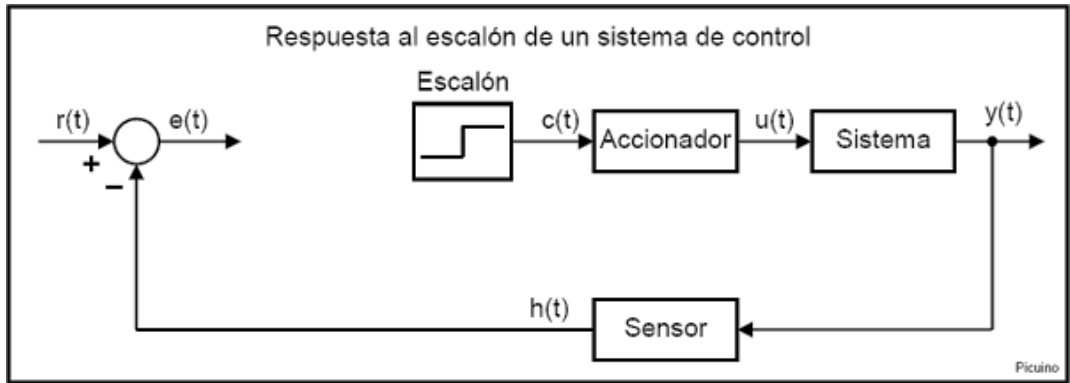 Respuesta al escalón de un sistema de control
Escalón
r(t)
e(t)
c(t)
Accionador
u(t)
Sistema
y(t)
+
−
h(t)
Sensor
Picuino